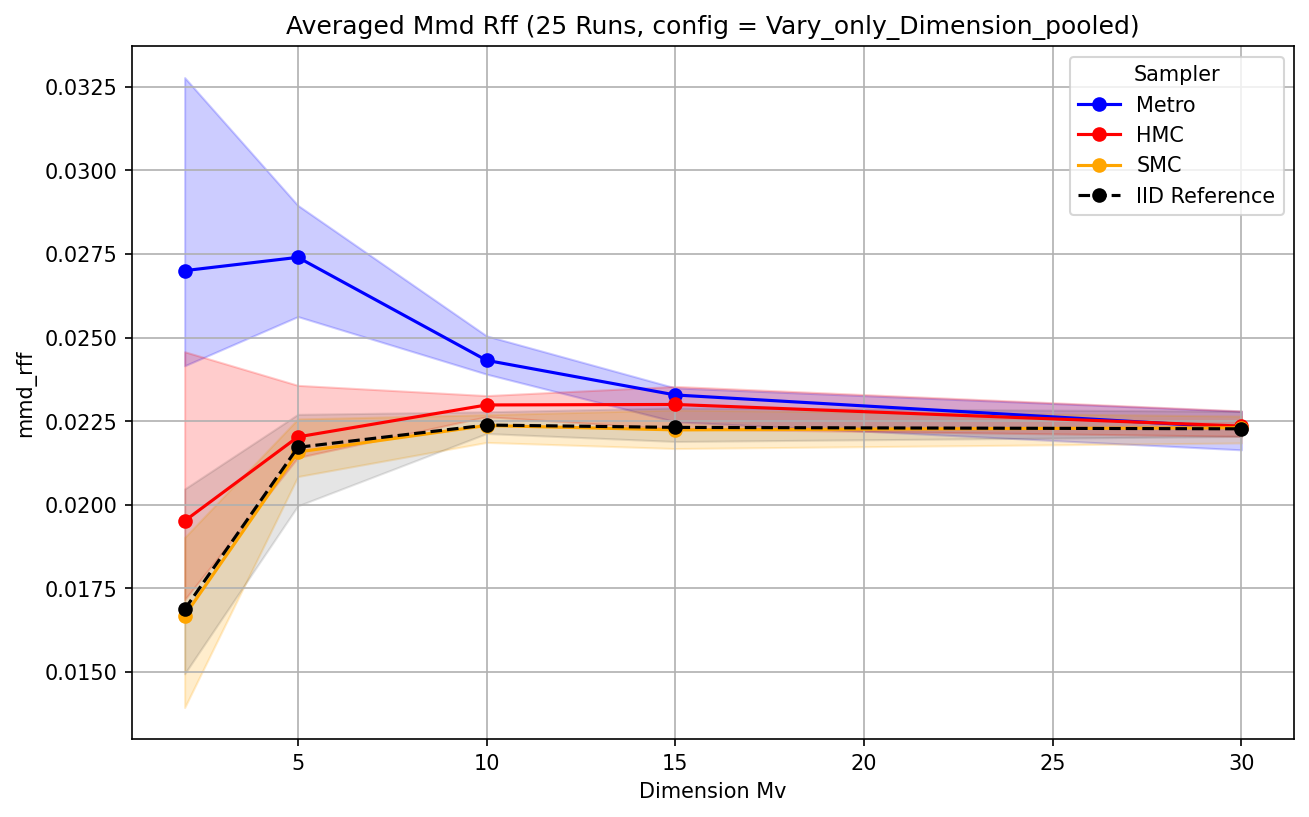 Averaged Mmd Rff (25 Runs, config = Vary_only_Dimension_pooled)
Sampler
Metro
HMC
SMC
IID Reference
mmd_rff
0.0325
0.0300
0.0275
0.0250
0.0225
0.0200
0.0175
0.0150
5 10 15 20 25 30
Dimension Mv